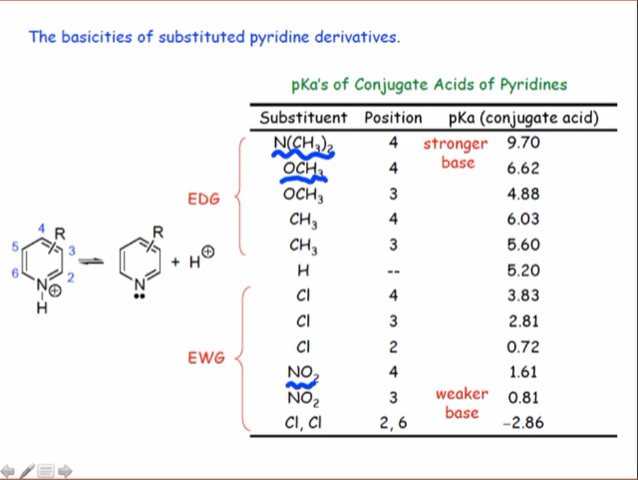 The basicities of substituted pyridine derivatives.
pKa's of Conjugate Acids of Pyridines
Substituent Position pKa (conjugate acid)
N(CH₃)₂ 4 stronger base 9.70
OCH₃ 4 6.62
EDG
OCH₃ 3 4.88
CH₃ 4 6.03
CH₃ 3 5.60
H -- 5.20
EWG
Cl 4 3.83
Cl 3 2.81
Cl 2 0.72
NO₂ 4 1.61
NO₂ 3 weaker base 0.81
Cl, Cl 2, 6 –2.86
4 R
5 3
6 2
N⊕
H
R
N
+ H⊕